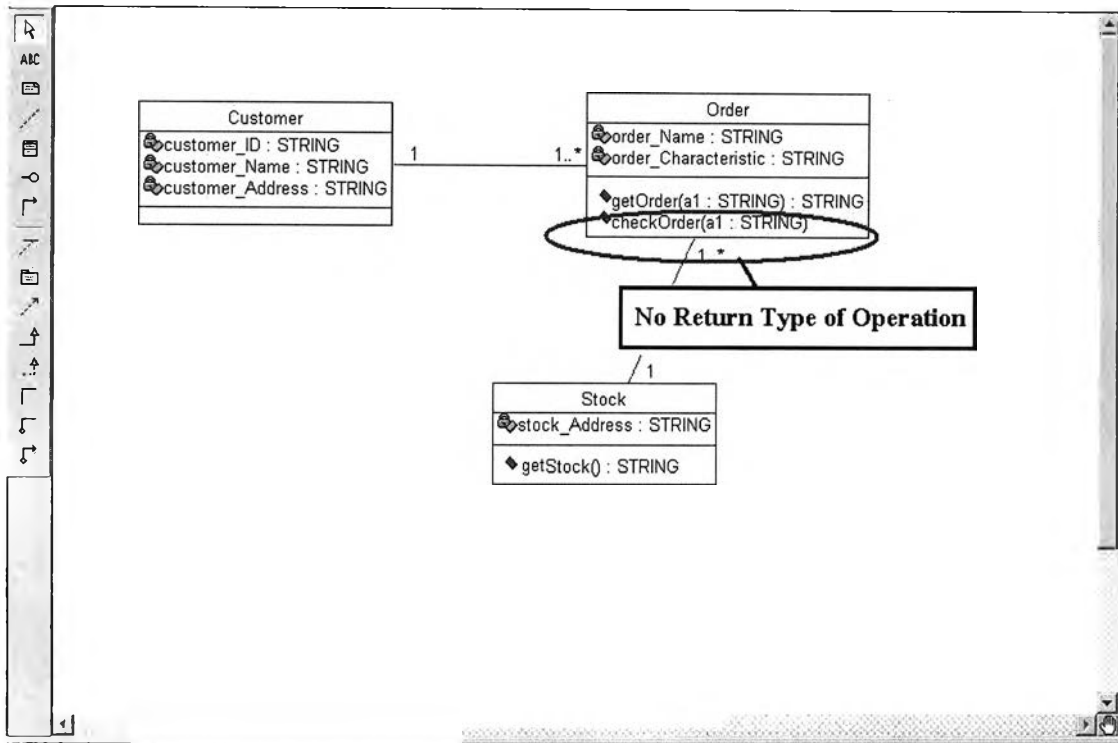 ABC
Customer
customer_ID : STRING
customer_Name : STRING
customer_Address : STRING
1
1..*
Order
order_Name : STRING
order_Characteristic : STRING
getOrder(a1 : STRING) : STRING
checkOrder(a1 : STRING)
1..*
No Return Type of Operation
1
Stock
stock_Address : STRING
getStock() : STRING